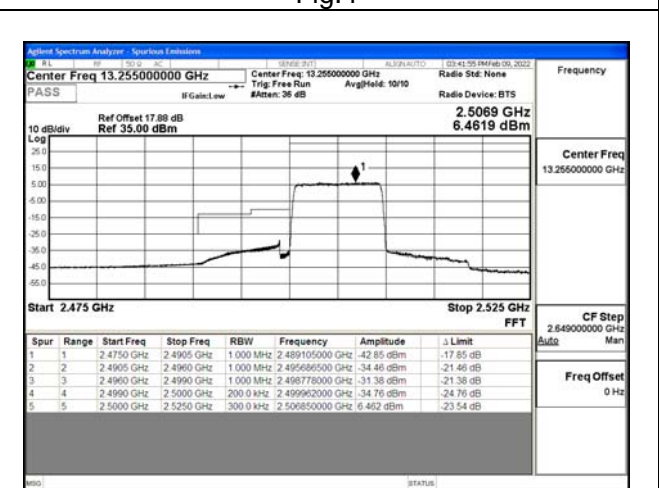 Agilent Spectrum Analyzer - Spurious Emissions
RL RF 50 Ω AC SENSE:INT ALIGN AUTO 03:41:55 PM Feb 09, 2022
Center Freq 13.255000000 GHz
Center Freq: 13.255000000 GHz
Radio Std: None
Trig: Free Run Avg|Hold: 10/10
PASS
IFGain:Low
#Atten: 36 dB
Radio Device: BTS
Frequency
2.5069 GHz
6.4619 dBm
Ref Offset 17.88 dB
10 dB/div Ref 35.00 dBm
Log
25.0
15.0
5.00
-5.00
-15.0
-25.0
-35.0
-45.0
-55.0
1
Start 2.475 GHz Stop 2.525 GHz
FFT
Spur Range Start Freq Stop Freq RBW Frequency Amplitude Δ Limit
1 1 2.4750 GHz 2.4905 GHz 1.000 MHz 2.489105000 GHz -42.85 dBm -17.85 dB
2 2 2.4905 GHz 2.4960 GHz 1.000 MHz 2.495686500 GHz -34.46 dBm -21.46 dB
3 3 2.4960 GHz 2.4990 GHz 1.000 MHz 2.498778000 GHz -31.38 dBm -21.38 dB
4 4 2.4990 GHz 2.5000 GHz 200.0 kHz 2.499962000 GHz -34.76 dBm -24.76 dB
5 5 2.5000 GHz 2.5250 GHz 300.0 kHz 2.506850000 GHz 6.462 dBm -23.54 dB
Center Freq
13.255000000 GHz
CF Step
2.649000000 GHz
Auto Man
Freq Offset
0 Hz
MSG STATUS